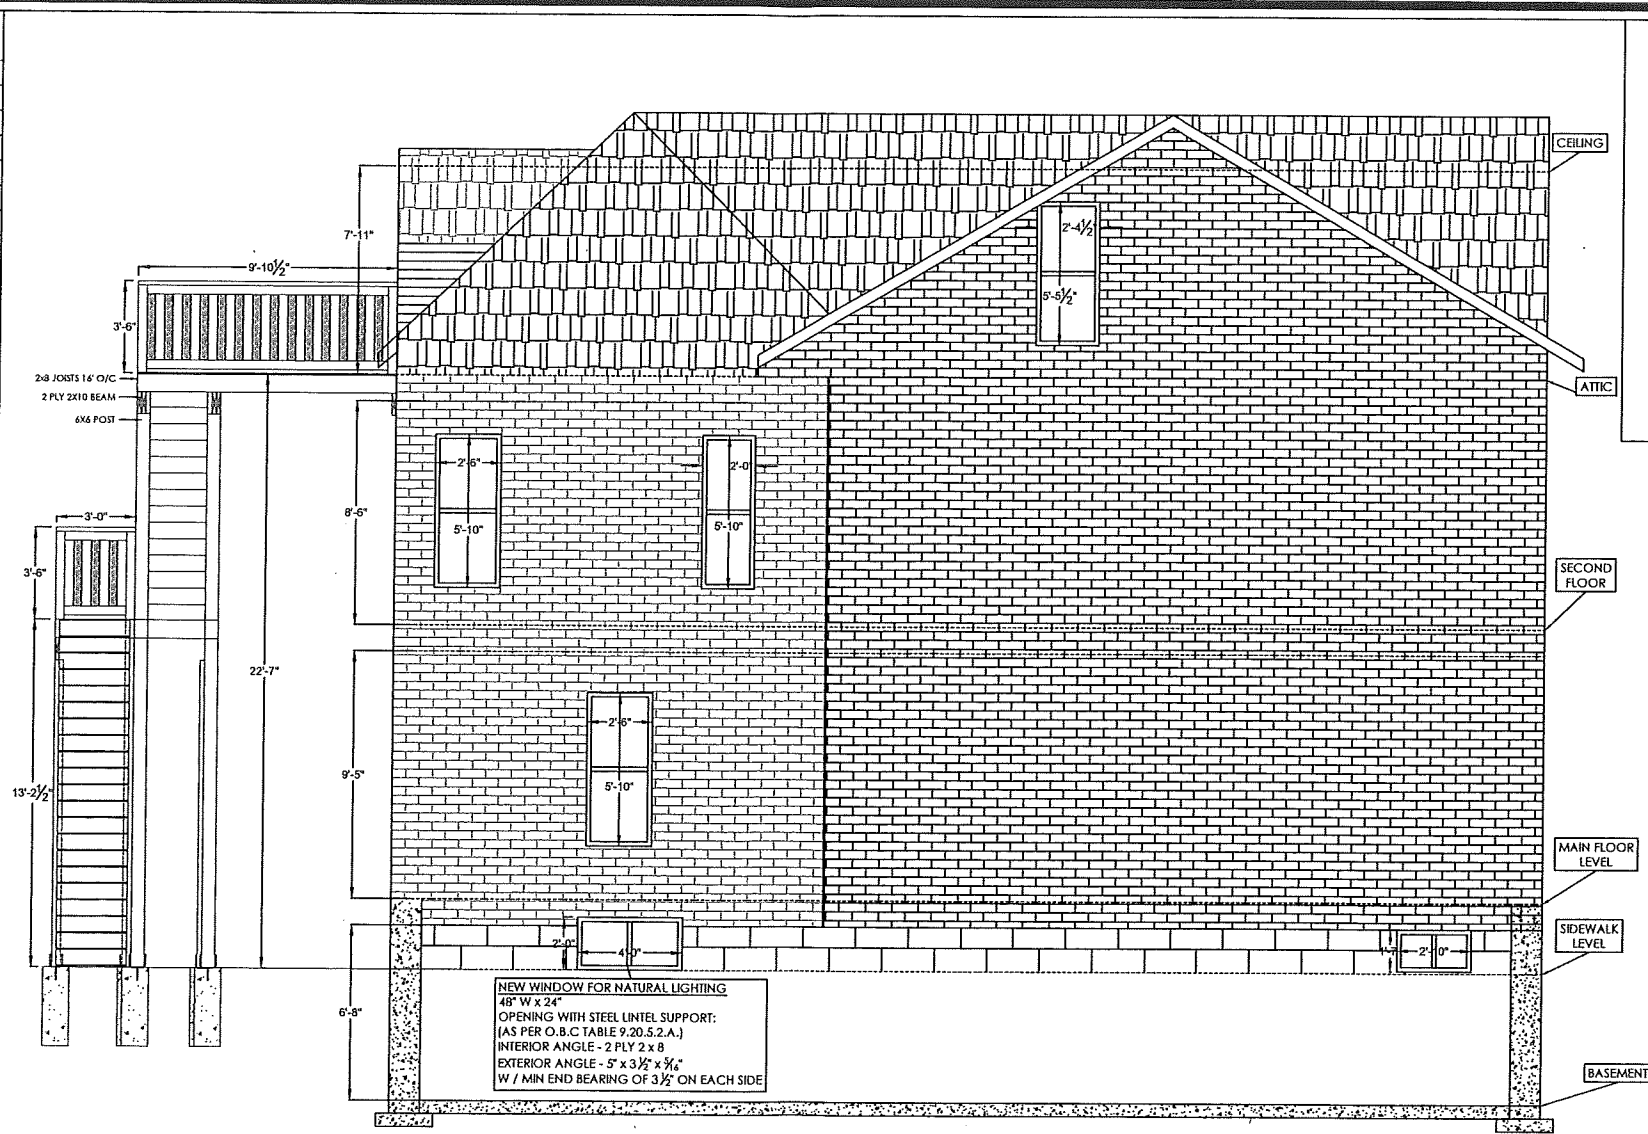 CEILING
7'-11"
2'-4½"
9'-10½"
5'-5½"
3'-6"
2x8 JOISTS 16' O/C
2 PLY 2X10 BEAM
6X6 POST
ATTIC
2'-6"
2'-0"
8'-6"
3'-0"
5'-10"
5'-10"
3'-6"
SECOND
FLOOR
22'-7"
2'-6"
9'-5"
5'-10"
13'-2½"
MAIN FLOOR
LEVEL
SIDEWALK
LEVEL
2'-0"
4'-0"
2'-0"
NEW WINDOW FOR NATURAL LIGHTING
48" W x 24"
OPENING WITH STEEL LINTEL SUPPORT:
(AS PER O.B.C TABLE 9.20.5.2.A.)
INTERIOR ANGLE - 2 PLY 2 x 8
EXTERIOR ANGLE - 5" x 3½" x 5⁄16"
W / MIN END BEARING OF 3½" ON EACH SIDE
6'-8"
BASEMENT